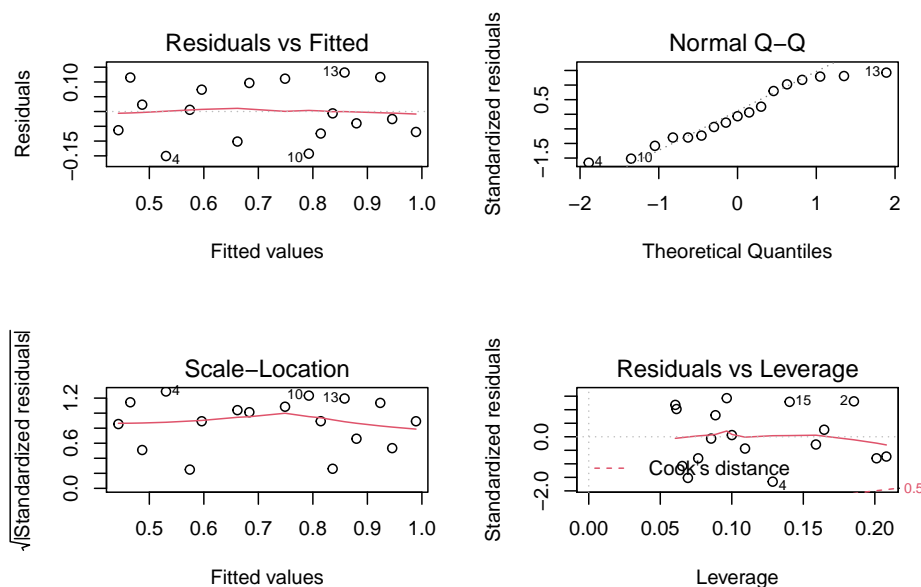 Residuals vs Fitted
Residuals
0.10
−0.15
13
4
10
0.5 0.6 0.7 0.8 0.9 1.0
Fitted values
Normal Q−Q
Standardized residuals
0.5
−1.5
13
4
10
−2 −1 0 1 2
Theoretical Quantiles
Scale−Location
√|Standardized residuals|
1.2
0.6
0.0
4
10
13
0.5 0.6 0.7 0.8 0.9 1.0
Fitted values
Residuals vs Leverage
Standardized residuals
0.0
−2.0
15
2
4
Cook's distance
0.5
0.00 0.05 0.10 0.15 0.20
Leverage